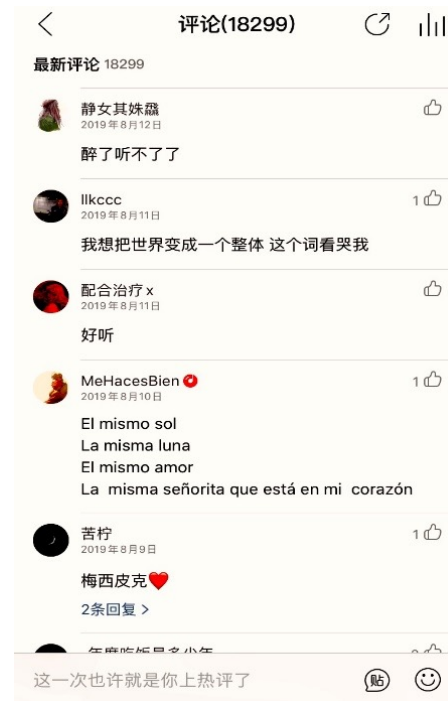 评论(18299)
最新评论 18299
静女其姝飝
2019年8月12日
醉了听不了了
llkccc
2019年8月11日
1
我想把世界变成一个整体 这个词看哭我
配合治疗x
2019年8月11日
好听
MeHacesBien
2019年8月10日
1
El mismo sol
La misma luna
El mismo amor
La misma señorita que está en mi corazón
苦柠
2019年8月9日
1
梅西皮克❤️
2条回复 >
这一次也许就是你上热评了
贴